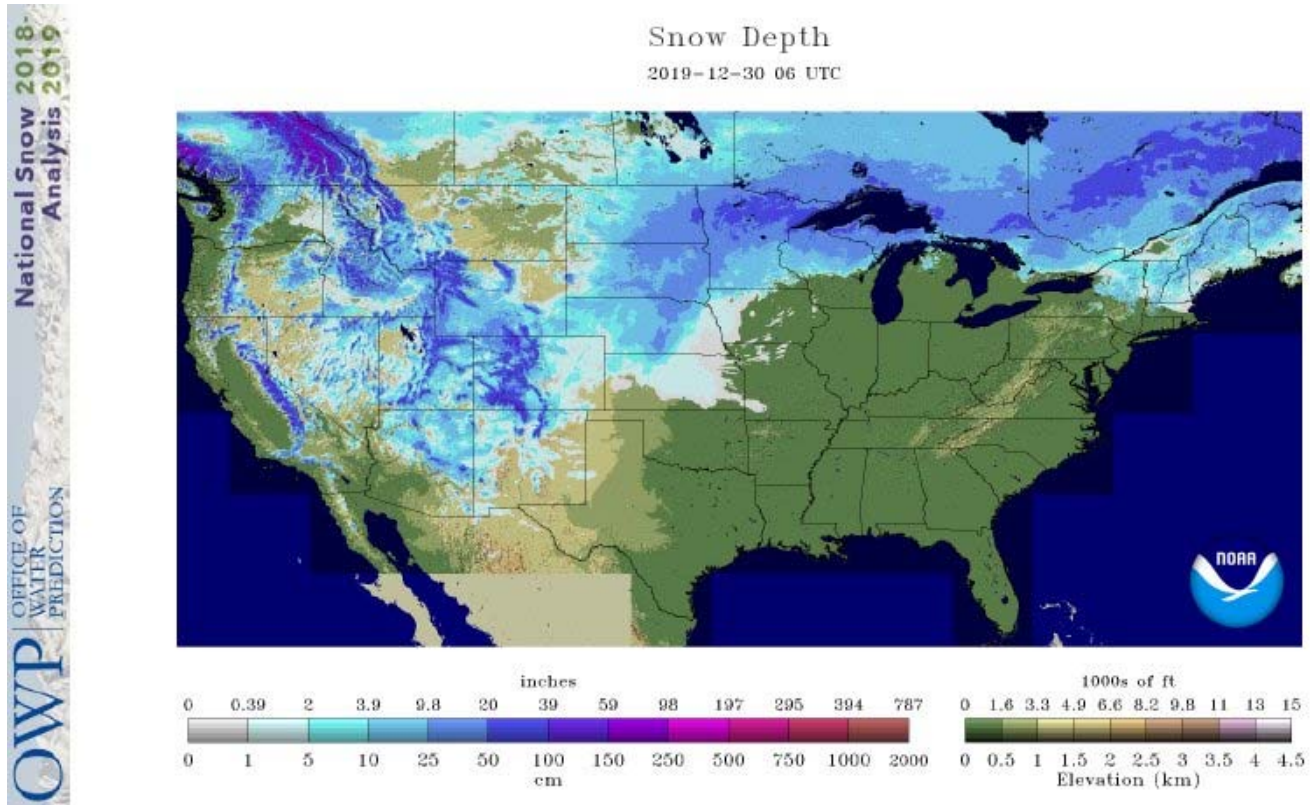 National Snow 2018-
Analysis 2019
OWP
OFFICE OF
WATER
PREDICTION
Snow Depth
2019-12-30 06 UTC
NOAA
inches
0 0.39 2 3.9 9.8 20 39 59 98 197 295 394 787
0 1 5 10 25 50 100 150 250 500 750 1000 2000
cm
1000s of ft
0 1.6 3.3 4.9 6.6 8.2 9.8 11 13 15
0 0.5 1 1.5 2 2.5 3 3.5 4 4.5
Elevation (km)